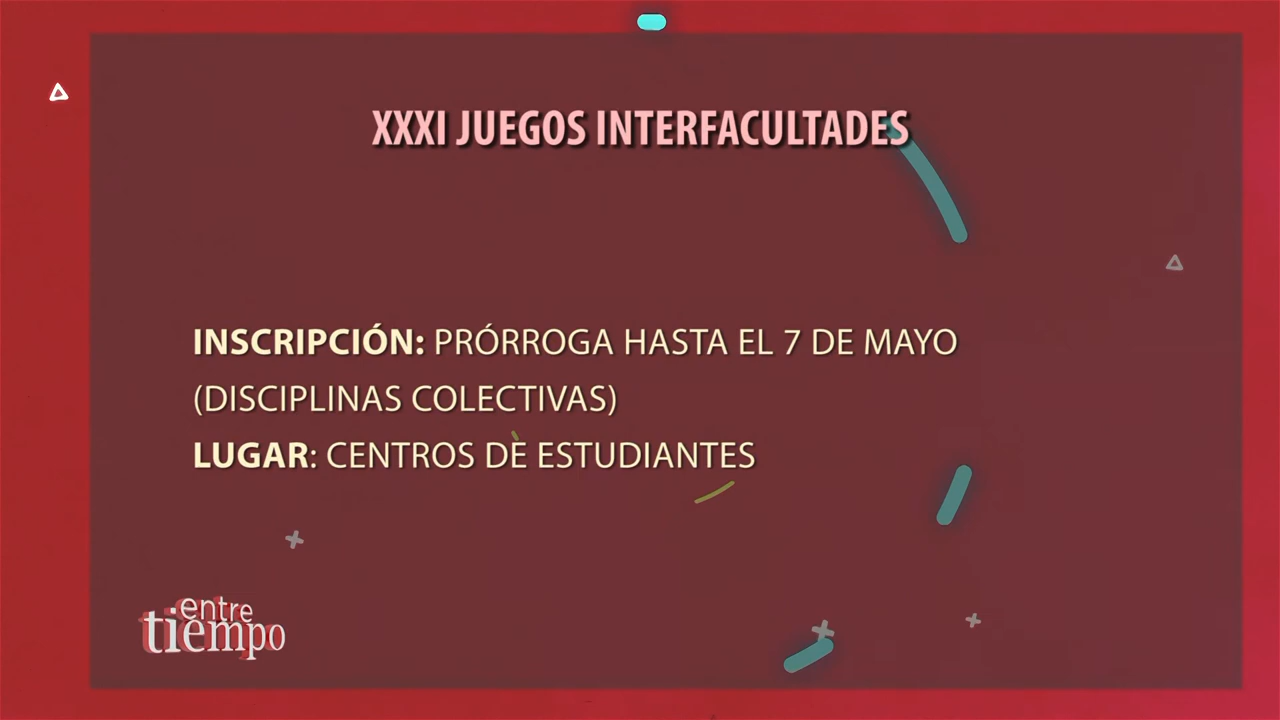 XXXI JUEGOS INTERFACULTADES
INSCRIPCIÓN: PRÓRROGA HASTA EL 7 DE MAYO
(DISCIPLINAS COLECTIVAS)
LUGAR: CENTROS DE ESTUDIANTES
entre
tiempo